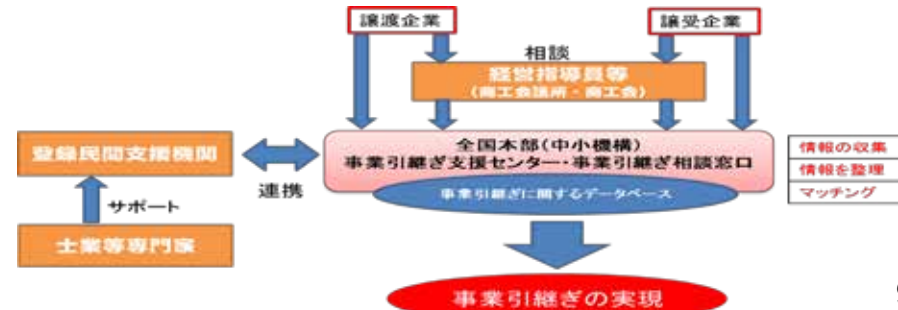 譲渡企業
譲受企業
相談
経営指導員等
(商工会議所・商工会)
全国本部(中小機構)
事業引継ぎ支援センター・事業引継ぎ相談窓口
事業引継ぎに関するデータベース
登録民間支援機関
連携
サポート
士業等専門家
情報の収集
情報を整理
マッチング
事業引継ぎの実現